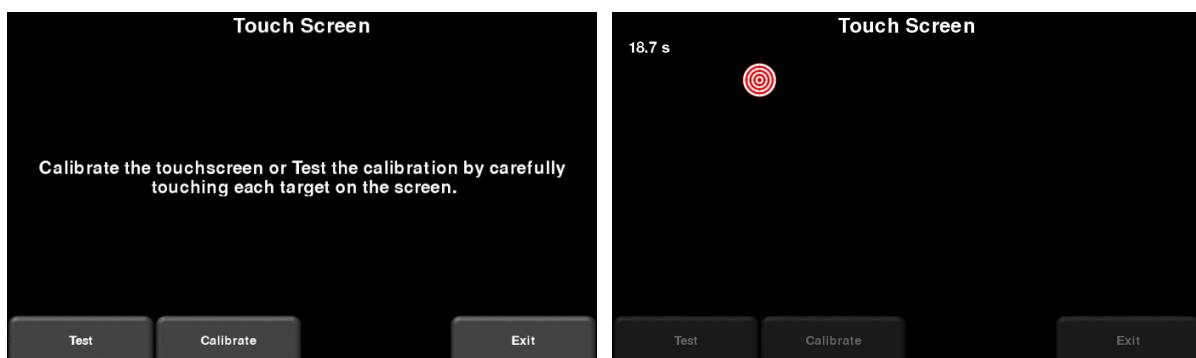 Touch Screen
Calibrate the touchscreen or Test the calibration by carefully
touching each target on the screen.
Test
Calibrate
Exit
Touch Screen
18.7 s
Test
Calibrate
Exit